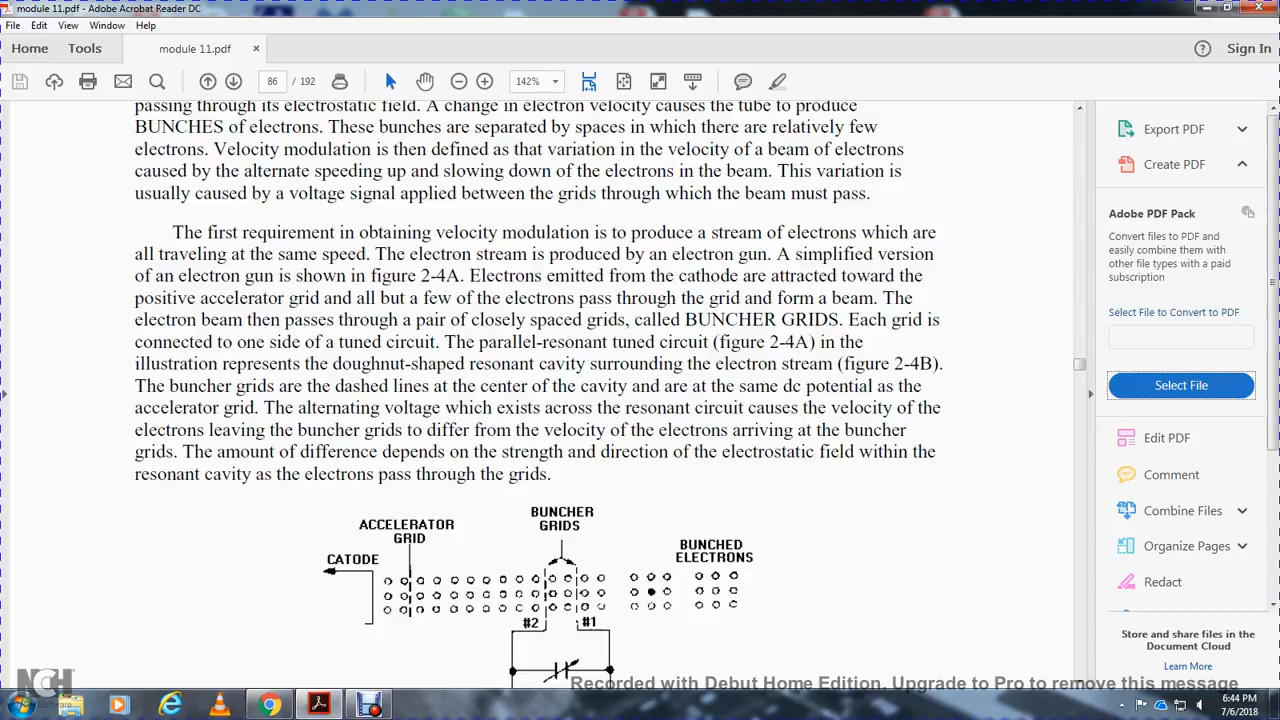 module 11.pdf - Adobe Acrobat Reader DC
File Edit View Window Help
Home Tools module 11.pdf × Sign In
86 / 192 142%
passing through its electrostatic field. A change in electron velocity causes the tube to produce
BUNCHES of electrons. These bunches are separated by spaces in which there are relatively few
electrons. Velocity modulation is then defined as that variation in the velocity of a beam of electrons
caused by the alternate speeding up and slowing down of the electrons in the beam. This variation is
usually caused by a voltage signal applied between the grids through which the beam must pass.
The first requirement in obtaining velocity modulation is to produce a stream of electrons which are
all traveling at the same speed. The electron stream is produced by an electron gun. A simplified version
of an electron gun is shown in figure 2-4A. Electrons emitted from the cathode are attracted toward the
positive accelerator grid and all but a few of the electrons pass through the grid and form a beam. The
electron beam then passes through a pair of closely spaced grids, called BUNCHER GRIDS. Each grid is
connected to one side of a tuned circuit. The parallel-resonant tuned circuit (figure 2-4A) in the
illustration represents the doughnut-shaped resonant cavity surrounding the electron stream (figure 2-4B).
The buncher grids are the dashed lines at the center of the cavity and are at the same dc potential as the
accelerator grid. The alternating voltage which exists across the resonant circuit causes the velocity of the
electrons leaving the buncher grids to differ from the velocity of the electrons arriving at the buncher
grids. The amount of difference depends on the strength and direction of the electrostatic field within the
resonant cavity as the electrons pass through the grids.
BUNCHER
GRIDS
ACCELERATOR
GRID
BUNCHED
ELECTRONS
CATODE
#2 #1
Export PDF
Create PDF
Adobe PDF Pack
Convert files to PDF and
easily combine them with
other file types with a paid
subscription
Select File to Convert to PDF
Select File
Edit PDF
Comment
Combine Files
Organize Pages
Redact
Store and share files in the
Document Cloud
Learn More
NCH
Software
Recorded with Debut Home Edition. Upgrade to Pro to remove this message
6:44 PM
7/6/2018